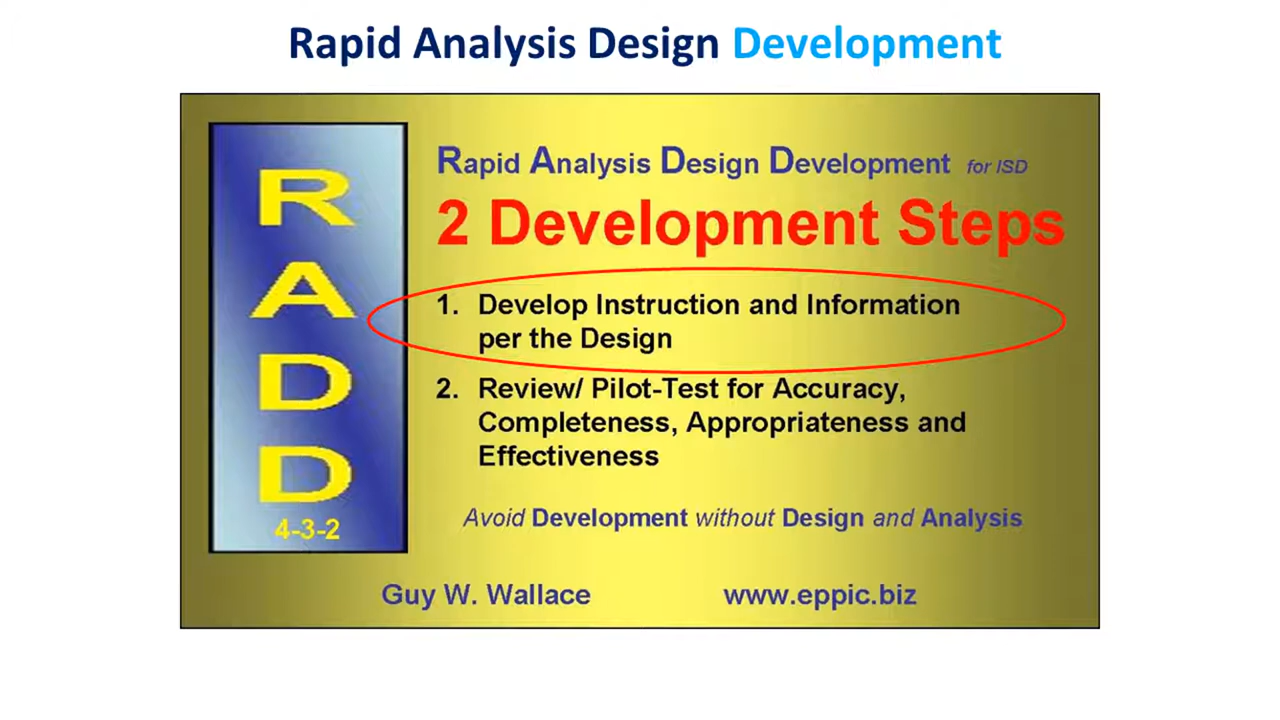 Rapid Analysis Design Development
R
A
D
D
4-3-2
Rapid Analysis Design Development for ISD
2 Development Steps
1. Develop Instruction and Information
per the Design
2. Review/ Pilot-Test for Accuracy,
Completeness, Appropriateness and
Effectiveness
Avoid Development without Design and Analysis
Guy W. Wallace www.eppic.biz